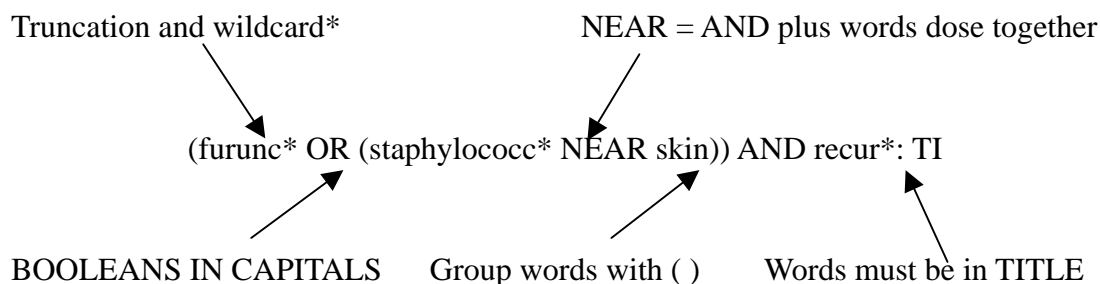 Truncation and wildcard* NEAR = AND plus words dose together
(furunc* OR (staphylococc* NEAR skin)) AND recur*: TI
BOOLEANS IN CAPITALS Group words with ( ) Words must be in TITLE